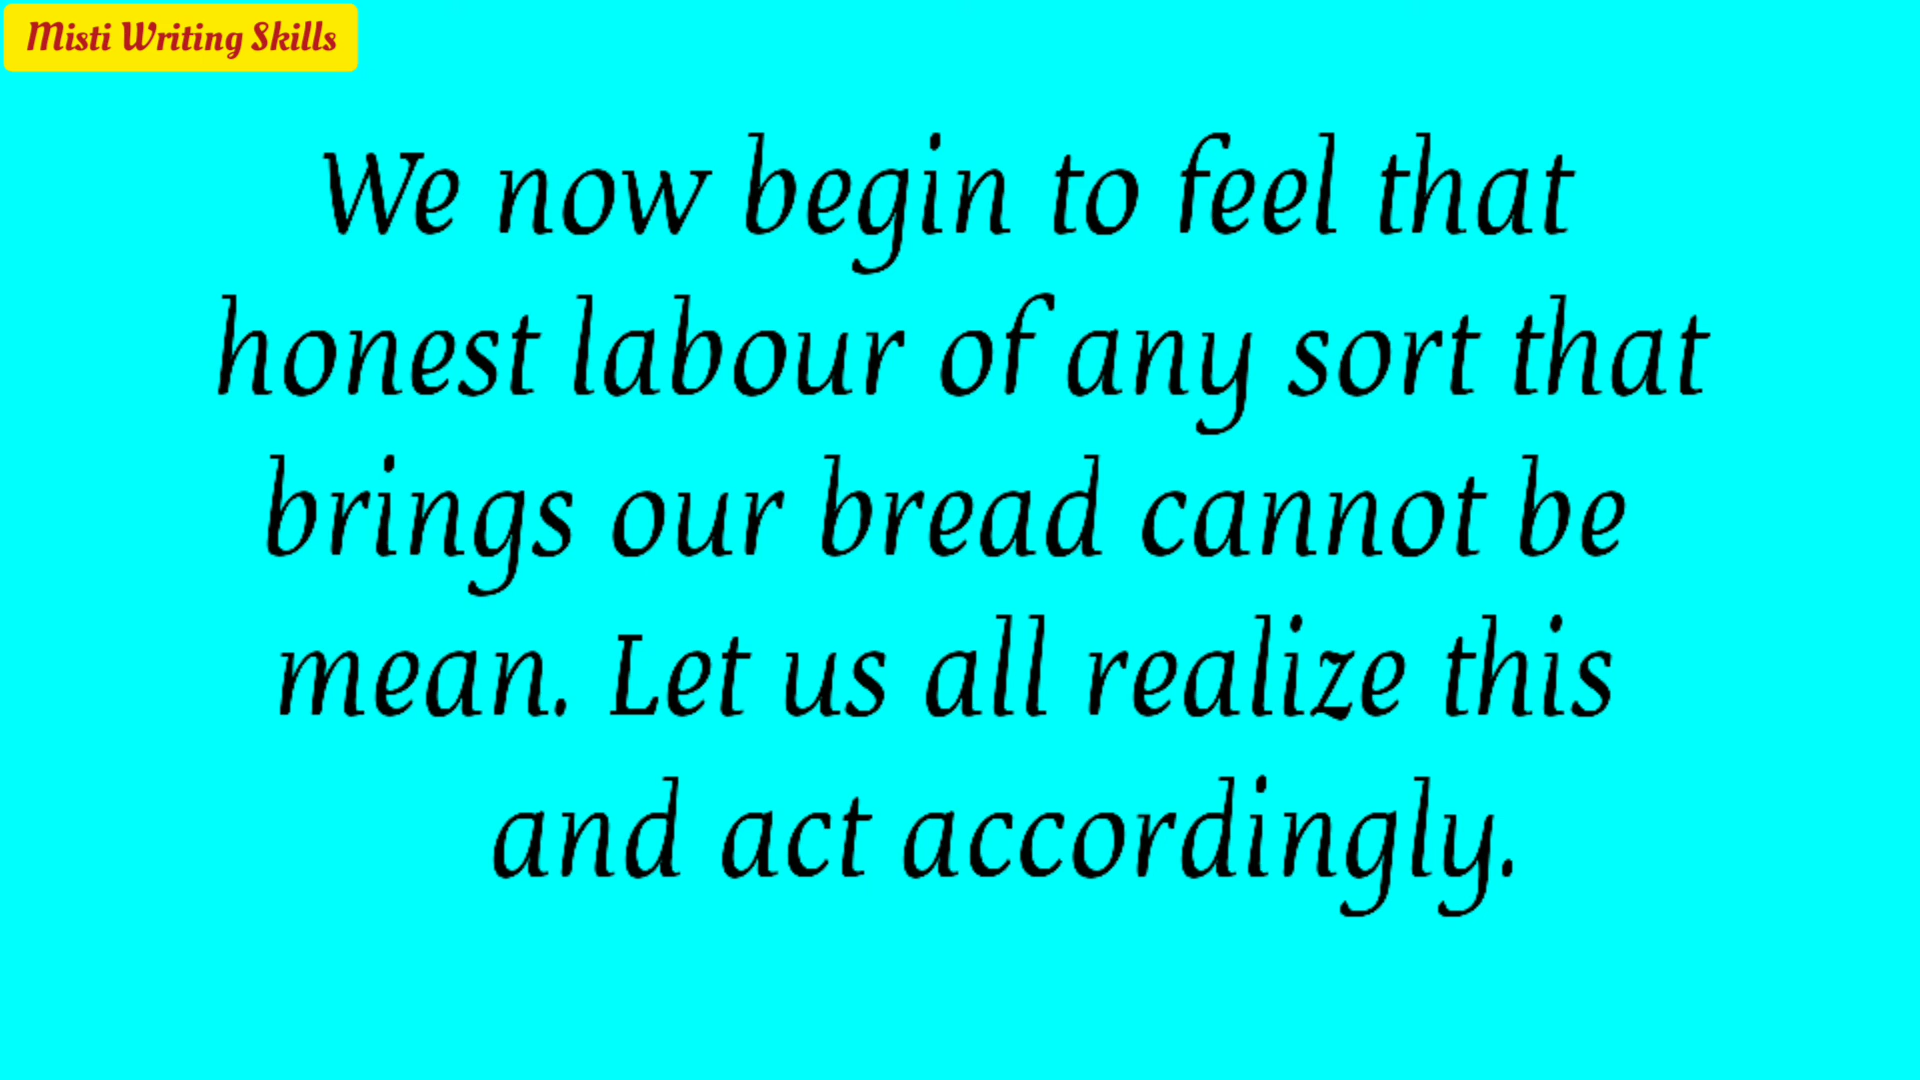 Misti Writing Skills
We now begin to feel that
honest labour of any sort that
brings our bread cannot be
mean. Let us all realize this
and act accordingly.